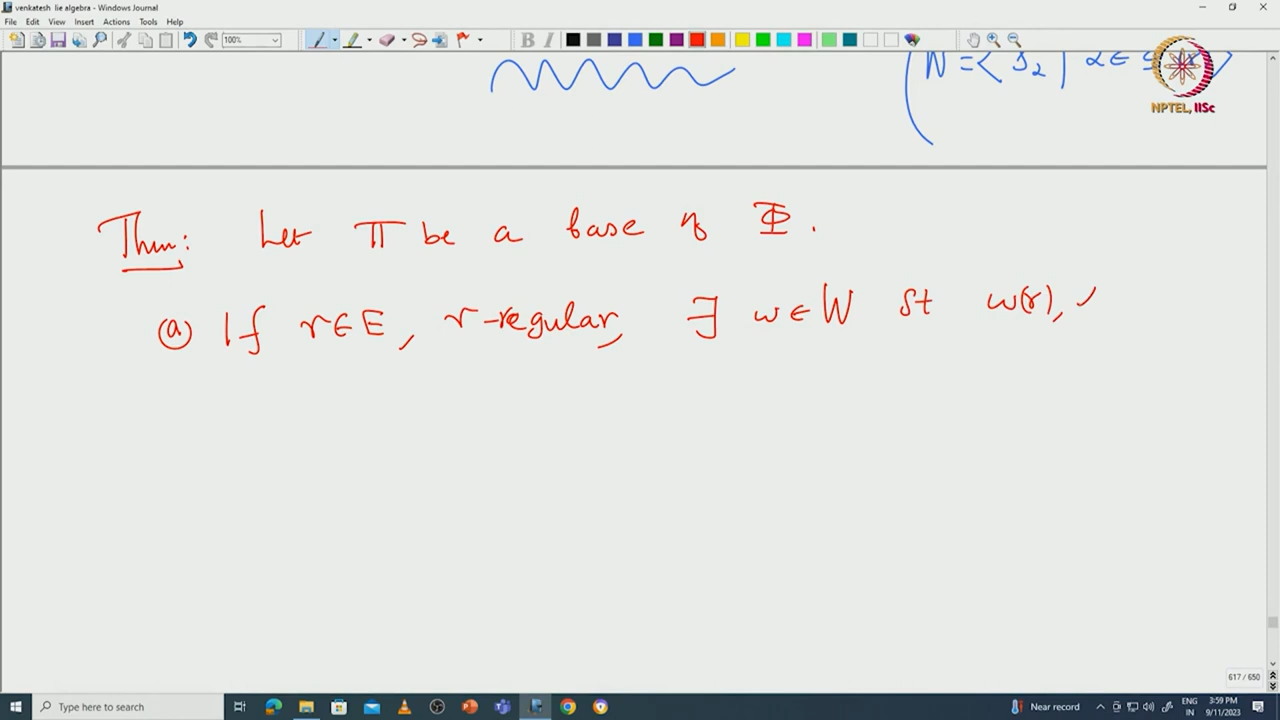 venkatesh lie algebra - Windows Journal
File Edit View Insert Actions Tools Help
100%
B I
W = < s_α | α ∈
NPTEL, IISc
Thm: Let Π be a base of Φ.
(a) If γ ∈ E, γ-regular, ∃ w ∈ W st w(γ),
617 / 650
Type here to search
Near record
ENG
IN
3:59 PM
9/11/2023